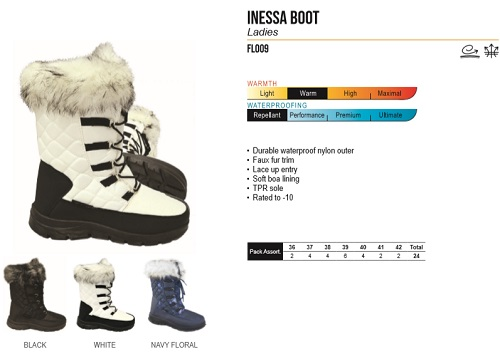 INESSA BOOT
Ladies
FL009
WARMTH
Light Warm High Maximal
WATERPROOFING
Repellant Performance Premium Ultimate
• Durable waterproof nylon outer
• Faux fur trim
• Lace up entry
• Soft boa lining
• TPR sole
• Rated to -10
Pack Assort. 36 37 38 39 40 41 42 Total
2 4 4 6 4 2 2 24
BLACK WHITE NAVY FLORAL